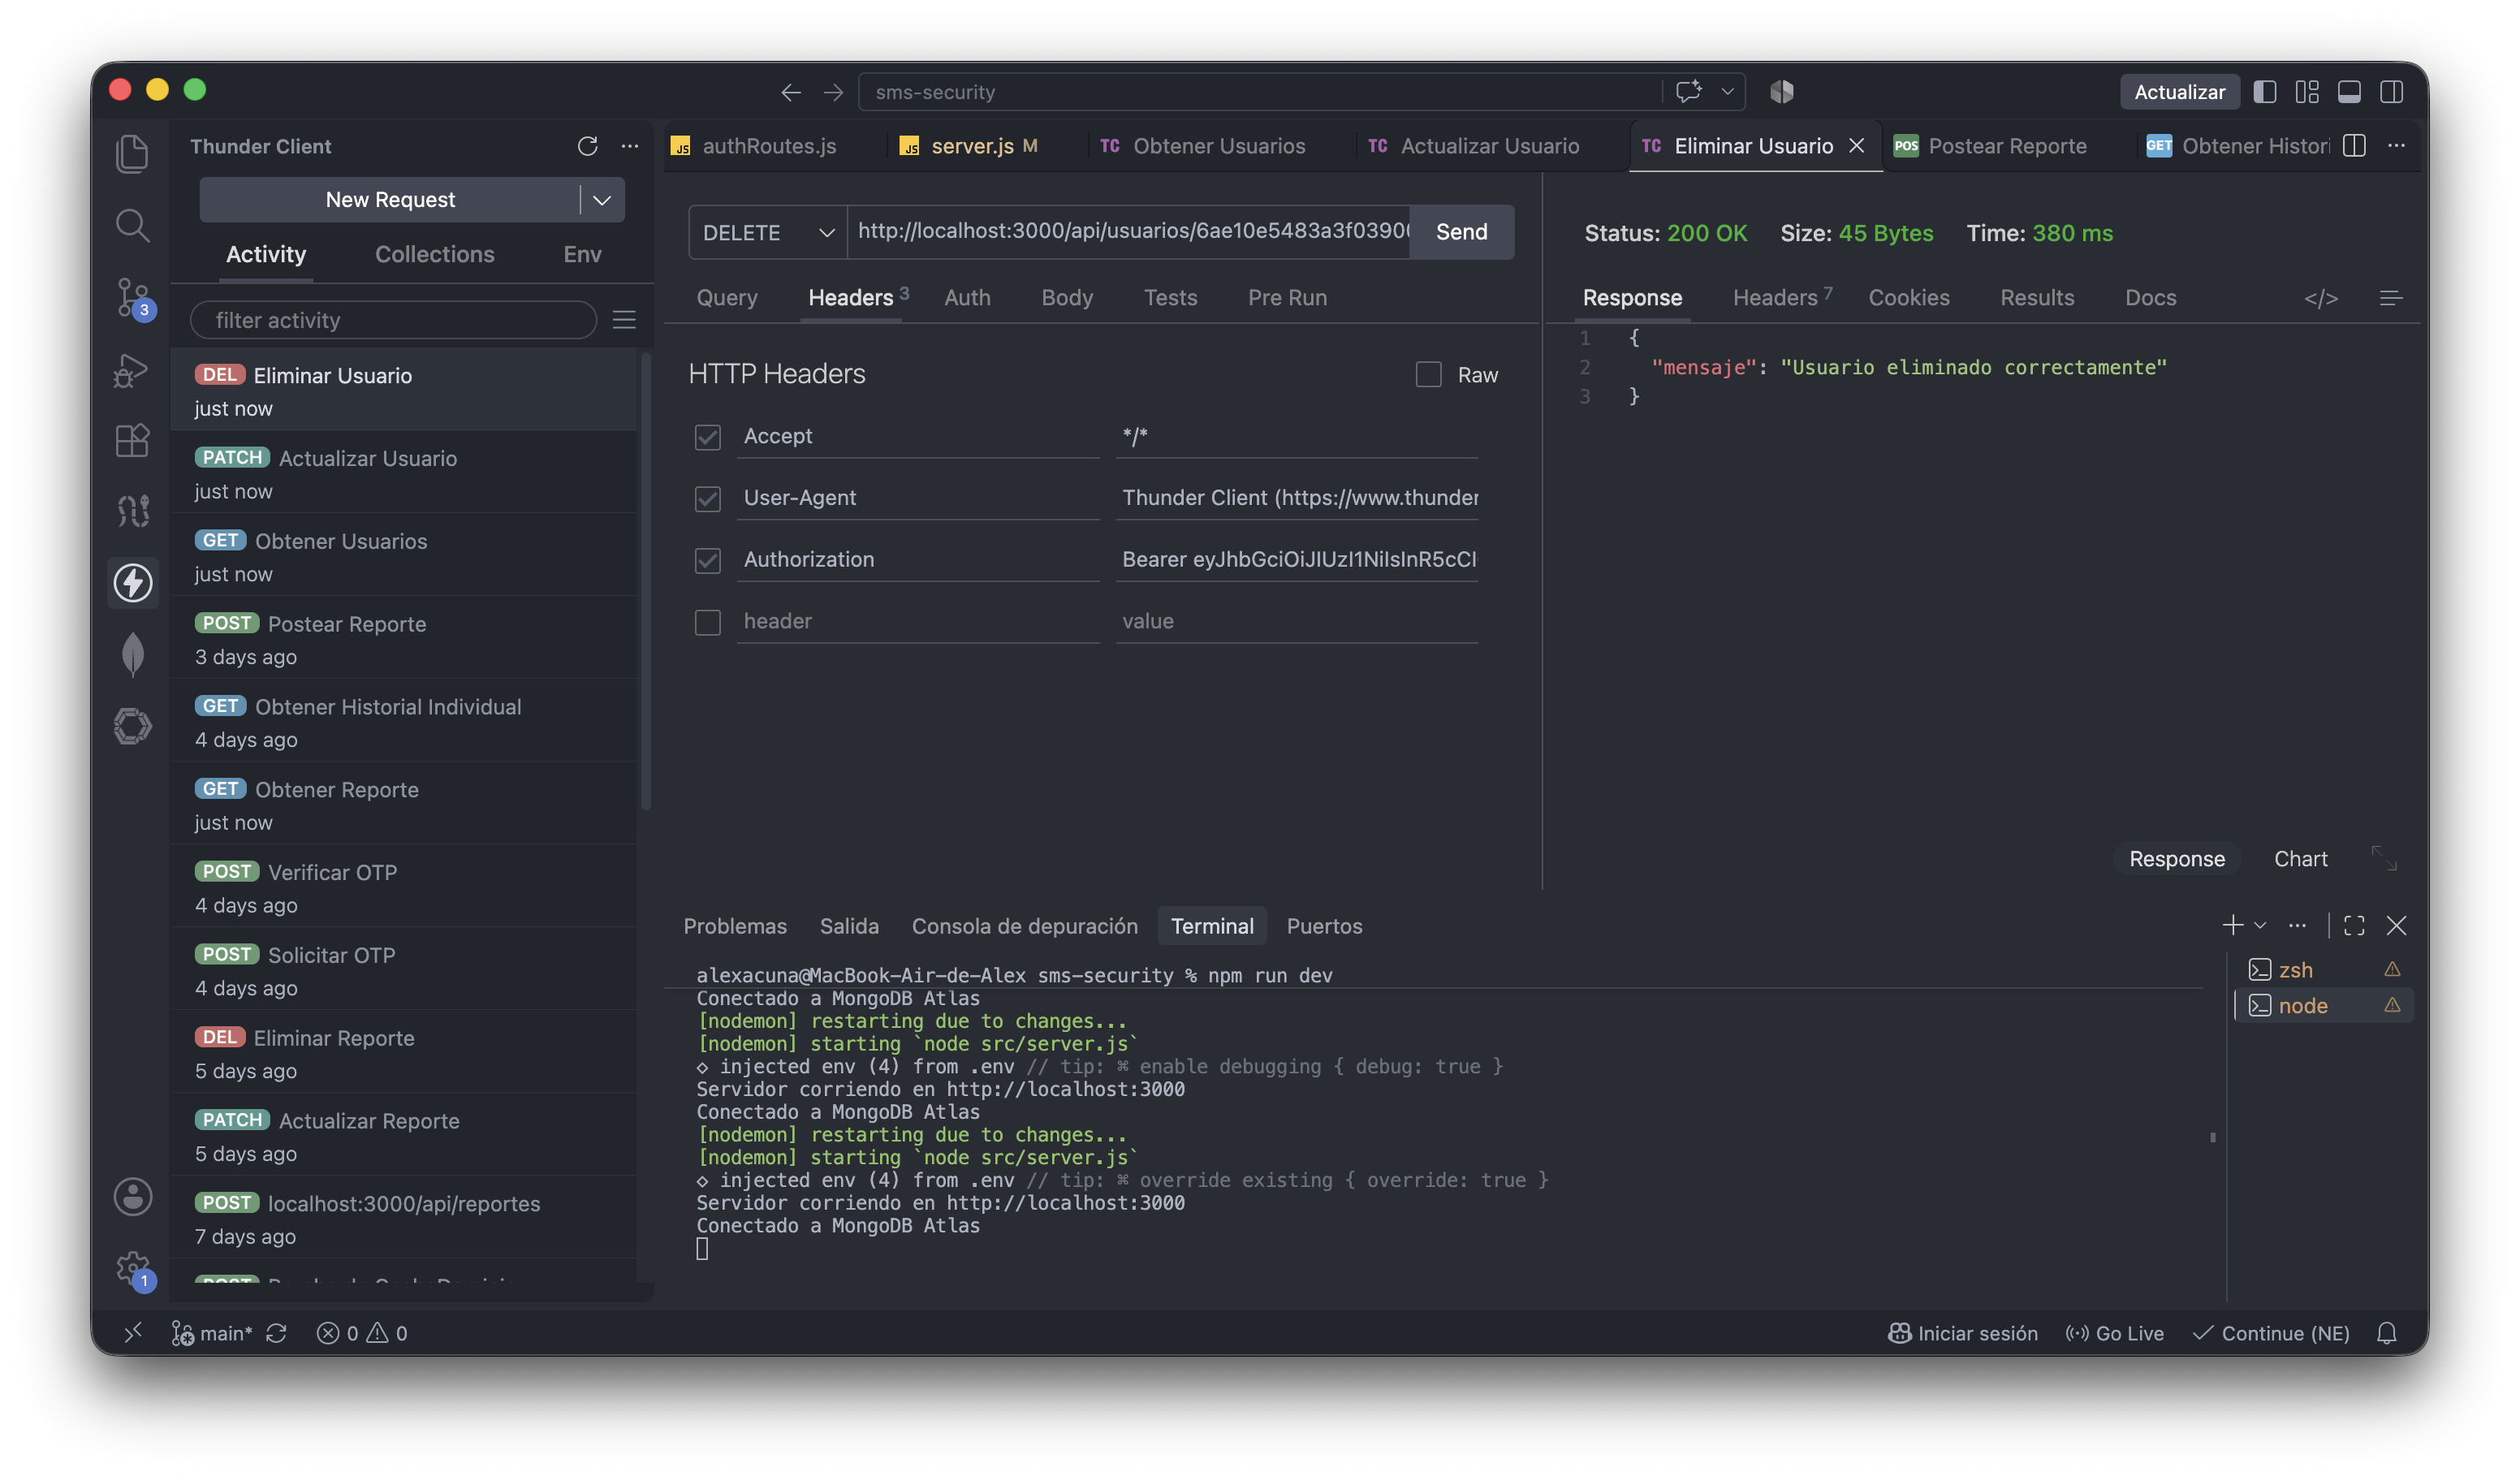 sms-security
Actualizar
Thunder Client
New Request
Activity Collections Env
filter activity
DEL Eliminar Usuario
just now
PATCH Actualizar Usuario
just now
GET Obtener Usuarios
just now
POST Postear Reporte
3 days ago
GET Obtener Historial Individual
4 days ago
GET Obtener Reporte
just now
POST Verificar OTP
4 days ago
POST Solicitar OTP
4 days ago
DEL Eliminar Reporte
5 days ago
PATCH Actualizar Reporte
5 days ago
POST localhost:3000/api/reportes
7 days ago
POST
3
1
JS authRoutes.js JS server.js M TC Obtener Usuarios TC Actualizar Usuario TC Eliminar Usuario POS Postear Reporte GET Obtener Histori
DELETE http://localhost:3000/api/usuarios/6ae10e5483a3f0390 Send
Query Headers 3 Auth Body Tests Pre Run
HTTP Headers Raw
Accept */*
User-Agent Thunder Client (https://www.thunder
Authorization Bearer eyJhbGciOiJIUzI1NiIsInR5cCI
header value
Status: 200 OK Size: 45 Bytes Time: 380 ms
Response Headers 7 Cookies Results Docs </>
1 {
2 "mensaje": "Usuario eliminado correctamente"
3 }
Response Chart
Problemas Salida Consola de depuración Terminal Puertos
alexacuna@MacBook-Air-de-Alex sms-security % npm run dev
Conectado a MongoDB Atlas
[nodemon] restarting due to changes...
[nodemon] starting `node src/server.js`
◇ injected env (4) from .env // tip: ⌘ enable debugging { debug: true }
Servidor corriendo en http://localhost:3000
Conectado a MongoDB Atlas
[nodemon] restarting due to changes...
[nodemon] starting `node src/server.js`
◇ injected env (4) from .env // tip: ⌘ override existing { override: true }
Servidor corriendo en http://localhost:3000
Conectado a MongoDB Atlas
zsh
node
main* 0 0
Iniciar sesión Go Live Continue (NE)